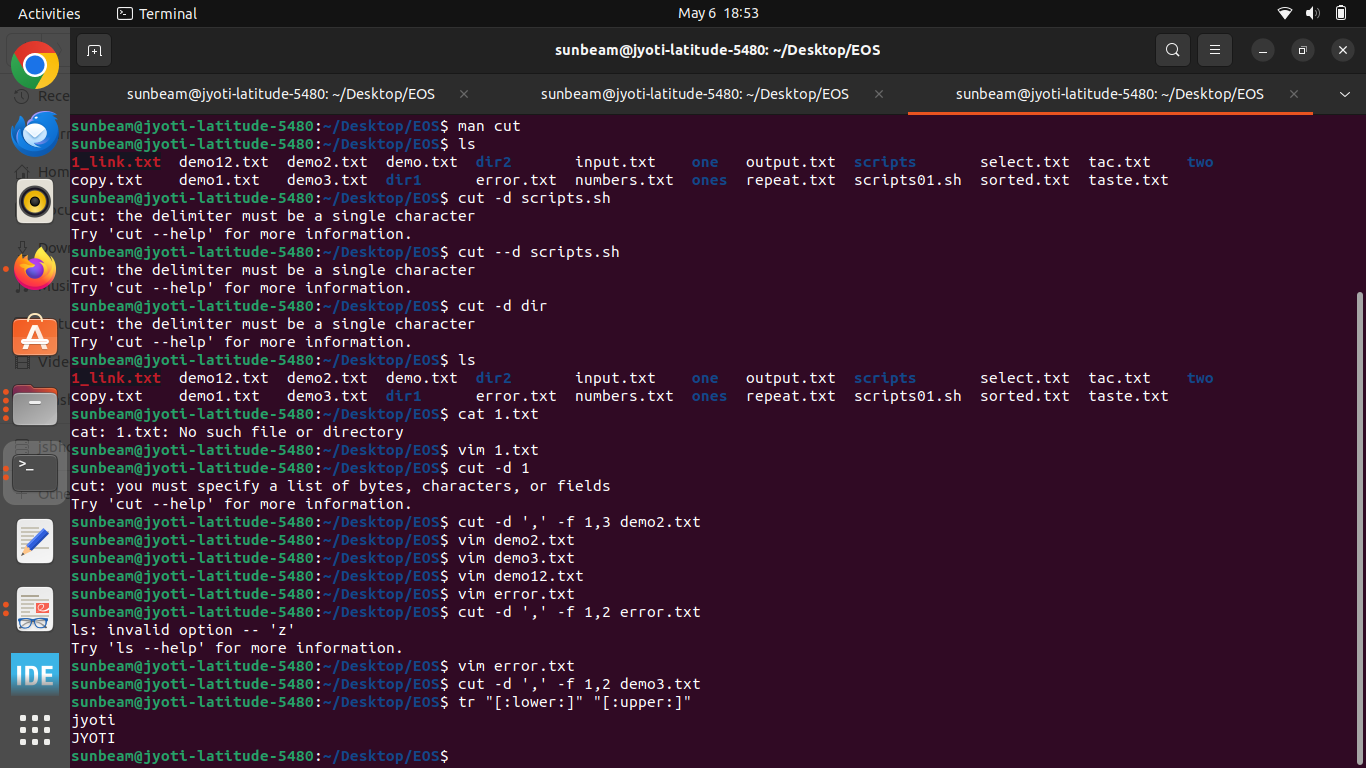 Activities Terminal May 6 18:53
sunbeam@jyoti-latitude-5480: ~/Desktop/EOS
sunbeam@jyoti-latitude-5480: ~/Desktop/EOS × sunbeam@jyoti-latitude-5480: ~/Desktop/EOS × sunbeam@jyoti-latitude-5480: ~/Desktop/EOS ×
sunbeam@jyoti-latitude-5480:~/Desktop/EOS$ man cut
sunbeam@jyoti-latitude-5480:~/Desktop/EOS$ ls
1_link.txt demo12.txt demo2.txt demo.txt dir2 input.txt one output.txt scripts select.txt tac.txt two
copy.txt demo1.txt demo3.txt dir1 error.txt numbers.txt ones repeat.txt scripts01.sh sorted.txt taste.txt
sunbeam@jyoti-latitude-5480:~/Desktop/EOS$ cut -d scripts.sh
cut: the delimiter must be a single character
Try 'cut --help' for more information.
sunbeam@jyoti-latitude-5480:~/Desktop/EOS$ cut --d scripts.sh
cut: the delimiter must be a single character
Try 'cut --help' for more information.
sunbeam@jyoti-latitude-5480:~/Desktop/EOS$ cut -d dir
cut: the delimiter must be a single character
Try 'cut --help' for more information.
sunbeam@jyoti-latitude-5480:~/Desktop/EOS$ ls
1_link.txt demo12.txt demo2.txt demo.txt dir2 input.txt one output.txt scripts select.txt tac.txt two
copy.txt demo1.txt demo3.txt dir1 error.txt numbers.txt ones repeat.txt scripts01.sh sorted.txt taste.txt
sunbeam@jyoti-latitude-5480:~/Desktop/EOS$ cat 1.txt
cat: 1.txt: No such file or directory
sunbeam@jyoti-latitude-5480:~/Desktop/EOS$ vim 1.txt
sunbeam@jyoti-latitude-5480:~/Desktop/EOS$ cut -d 1
cut: you must specify a list of bytes, characters, or fields
Try 'cut --help' for more information.
sunbeam@jyoti-latitude-5480:~/Desktop/EOS$ cut -d ',' -f 1,3 demo2.txt
sunbeam@jyoti-latitude-5480:~/Desktop/EOS$ vim demo2.txt
sunbeam@jyoti-latitude-5480:~/Desktop/EOS$ vim demo3.txt
sunbeam@jyoti-latitude-5480:~/Desktop/EOS$ vim demo12.txt
sunbeam@jyoti-latitude-5480:~/Desktop/EOS$ vim error.txt
sunbeam@jyoti-latitude-5480:~/Desktop/EOS$ cut -d ',' -f 1,2 error.txt
ls: invalid option -- 'z'
Try 'ls --help' for more information.
sunbeam@jyoti-latitude-5480:~/Desktop/EOS$ vim error.txt
sunbeam@jyoti-latitude-5480:~/Desktop/EOS$ cut -d ',' -f 1,2 demo3.txt
sunbeam@jyoti-latitude-5480:~/Desktop/EOS$ tr "[:lower:]" "[:upper:]"
jyoti
JYOTI
sunbeam@jyoti-latitude-5480:~/Desktop/EOS$
IDE